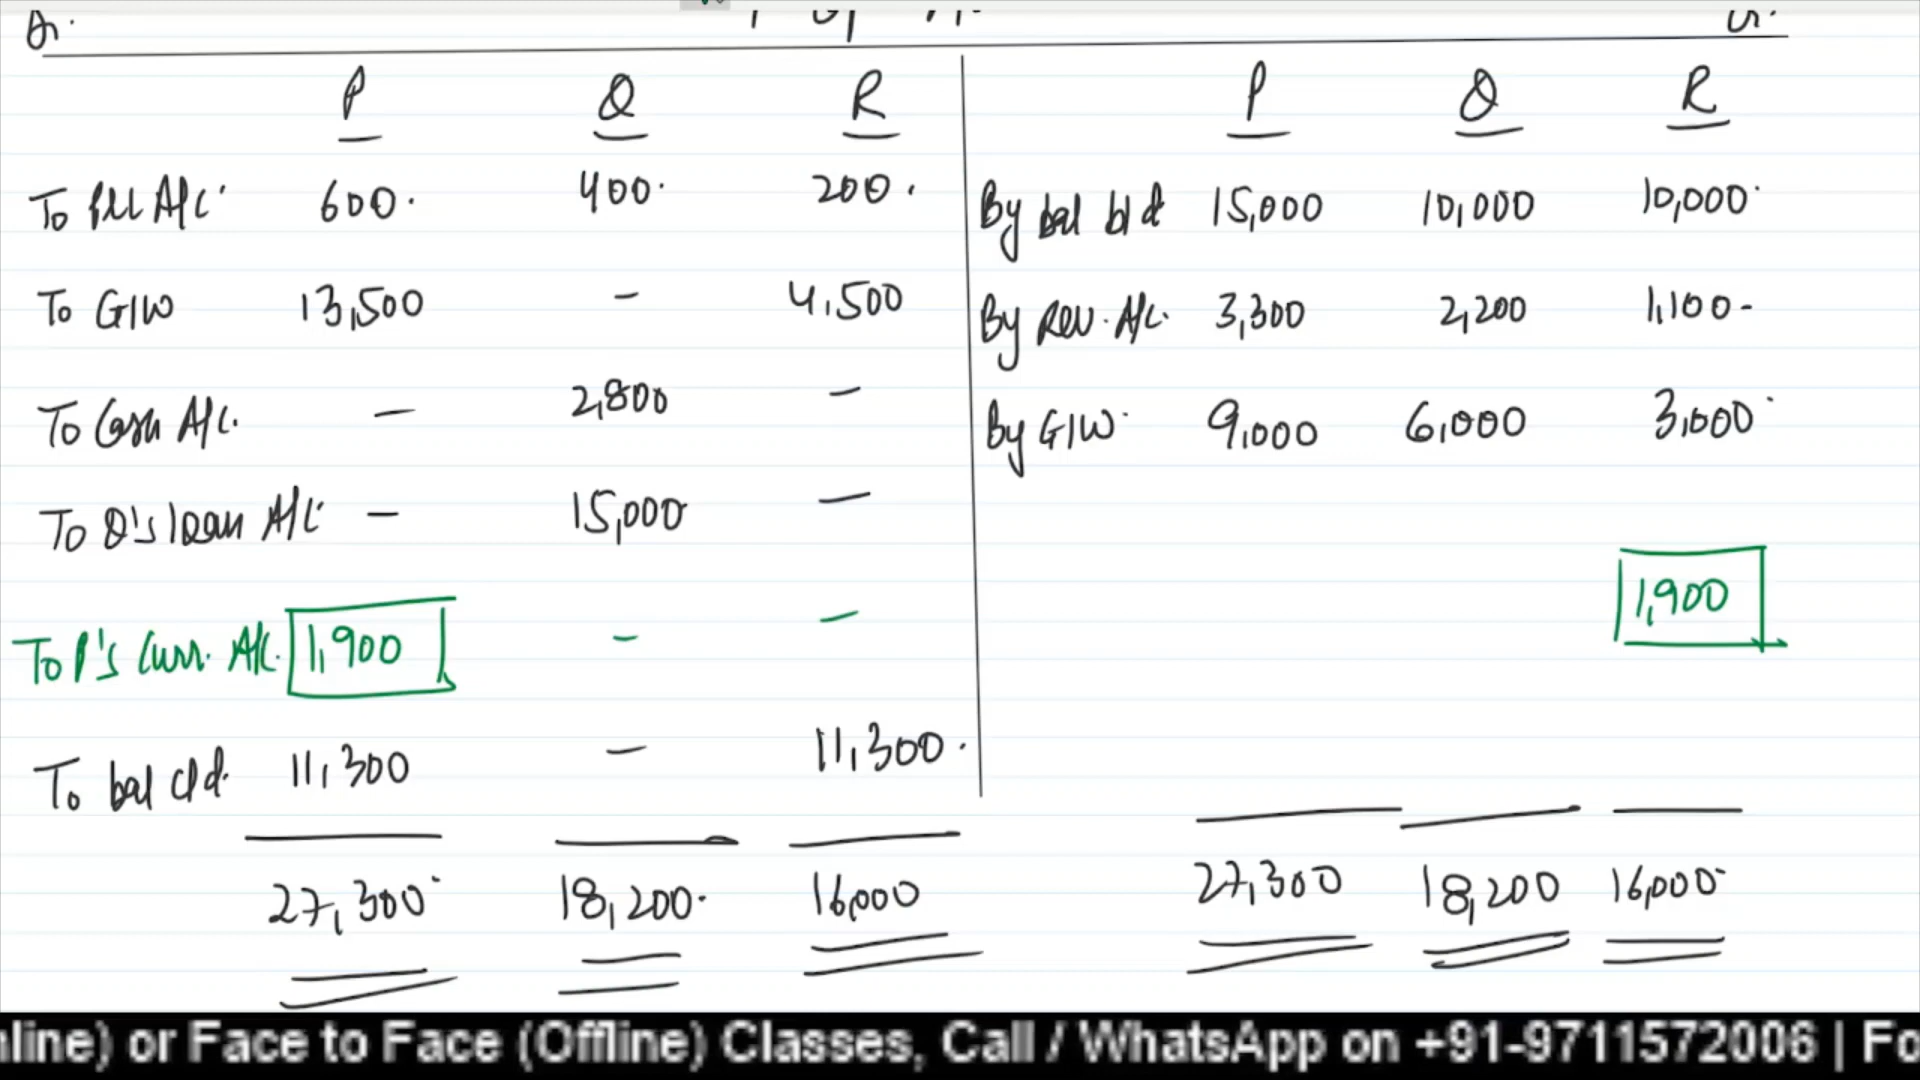 Dr. Cr.
P Q R P Q R
To P&L A/c 600. 400. 200. By bal b/d 15,000 10,000 10,000
To G/W 13,500 - 4,500 By Rev. A/c. 3,300 2,200 1,100-
To Cash A/c. - 2,800 - By G/W 9,000 6,000 3,000
To Q's loan A/c - 15,000 -
1,900
To P's Curr. A/c. 1,900 - -
To bal c/d. 11,300 - 11,300.
27,300 18,200. 16,000 27,300 18,200 16,000
nline) or Face to Face (Offline) Classes, Call / WhatsApp on +91-9711572006 | Fo